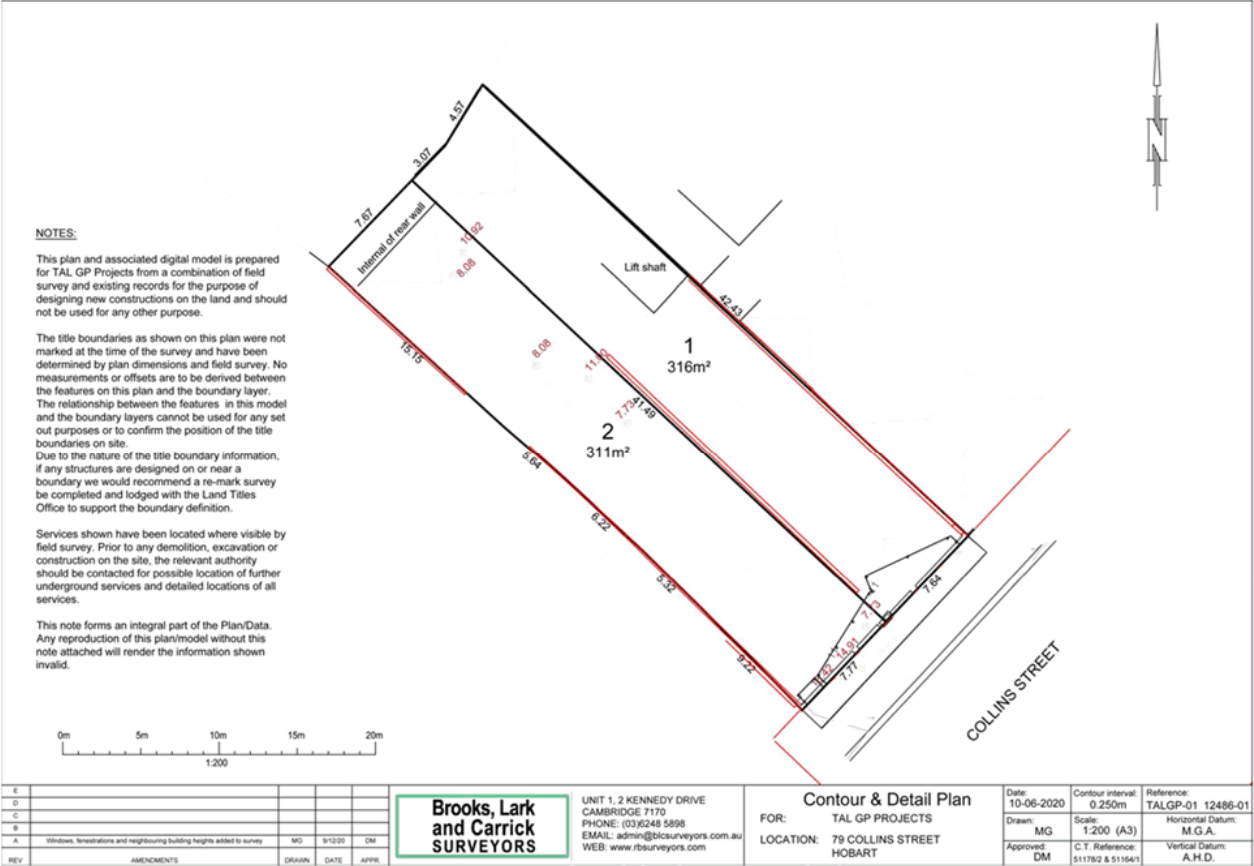 NOTES:
This plan and associated digital model is prepared
for TAL GP Projects from a combination of field
survey and existing records for the purpose of
designing new constructions on the land and should
not be used for any other purpose.
The title boundaries as shown on this plan were not
marked at the time of the survey and have been
determined by plan dimensions and field survey. No
measurements or offsets are to be derived between
the features on this plan and the boundary layer.
The relationship between the features in this model
and the boundary layers cannot be used for any set
out purposes or to confirm the position of the title
boundaries on site.
Due to the nature of the title boundary information,
if any structures are designed on or near a
boundary we would recommend a re-mark survey
be completed and lodged with the Land Titles
Office to support the boundary definition.
Services shown have been located where visible by
field survey. Prior to any demolition, excavation or
construction on the site, the relevant authority
should be contacted for possible location of further
underground services and detailed locations of all
services.
This note forms an integral part of the Plan/Data.
Any reproduction of this plan/model without this
note attached will render the information shown
invalid.
4.57
3.07
7.67
Internal of rear wall
10.92
8.08
Lift shaft
42.43
N
15.15
8.08
1
316m²
7.73
41.49
2
311m²
5.64
6.22
5.32
9.22
7.64
14.91
7.77
COLLINS STREET
0m 5m 10m 15m 20m
1:200
E
D
C
B
A Windows, fenestrations and neighbouring building heights added to survey MG 9/12/20 DM
REV AMENDMENTS DRAWN DATE APPR.
Brooks, Lark
and Carrick
SURVEYORS
UNIT 1, 2 KENNEDY DRIVE
CAMBRIDGE 7170
PHONE: (03)6248 5898
EMAIL: admin@blcsurveyors.com.au
WEB: www.rbsurveyors.com
Contour & Detail Plan
FOR: TAL GP PROJECTS
LOCATION: 79 COLLINS STREET
HOBART
Date:
10-06-2020
Contour interval:
0.250m
Reference:
TALGP-01 12486-01
Drawn:
MG
Scale:
1:200 (A3)
Horizontal Datum:
M.G.A.
Approved:
DM
C.T. Reference:
51178/2 & 51164/1
Vertical Datum:
A.H.D.